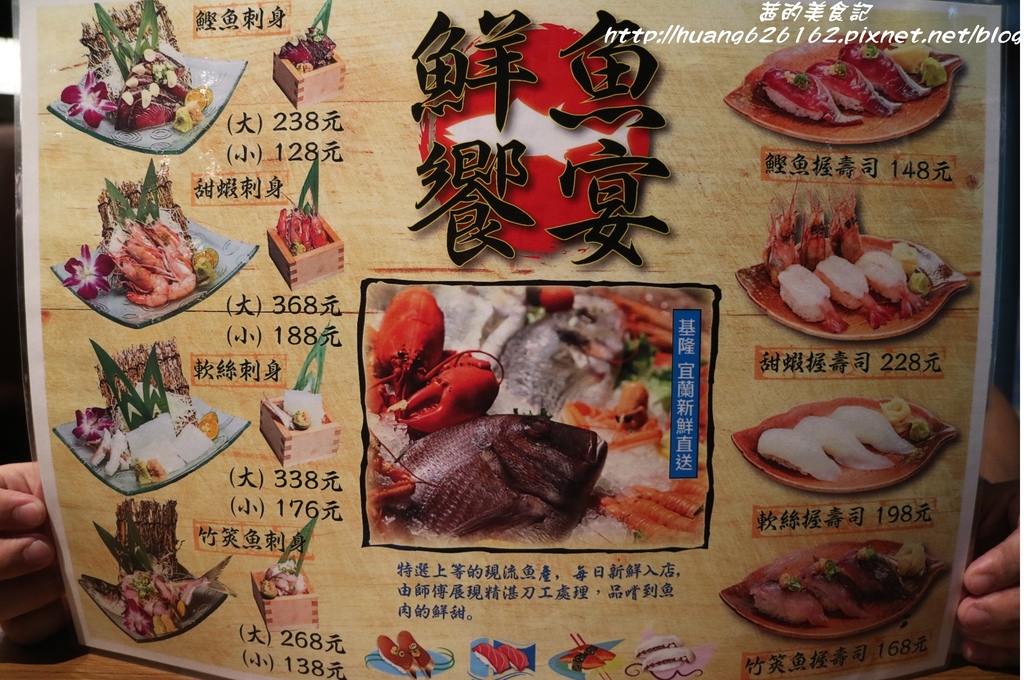 茜的美食記
http://huang626162.pixnet.net/blog
鰹魚刺身
(大) 238元
(小) 128元
甜蝦刺身
(大) 368元
(小) 188元
軟絲刺身
(大) 338元
(小) 176元
竹筴魚刺身
(大) 268元
(小) 138元
魚宴
鮮饗
基隆 宜蘭新鮮直送
特選上等的現流魚產，每日新鮮入店，
由師傅展現精湛刀工處理，品嚐到魚
肉的鮮甜。
鰹魚握壽司 148元
甜蝦握壽司 228元
軟絲握壽司 198元
竹筴魚握壽司 168元